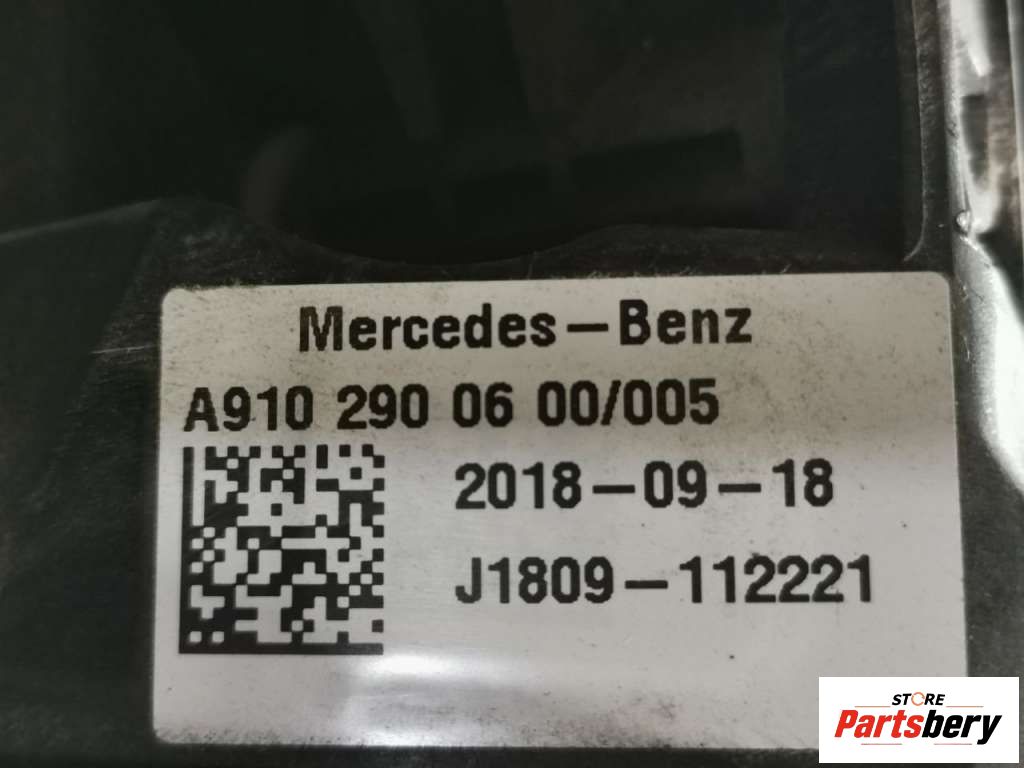 Mercedes-Benz
A910 290 06 00/005
2018-09-18
J1809-112221
STORE
Partsbery